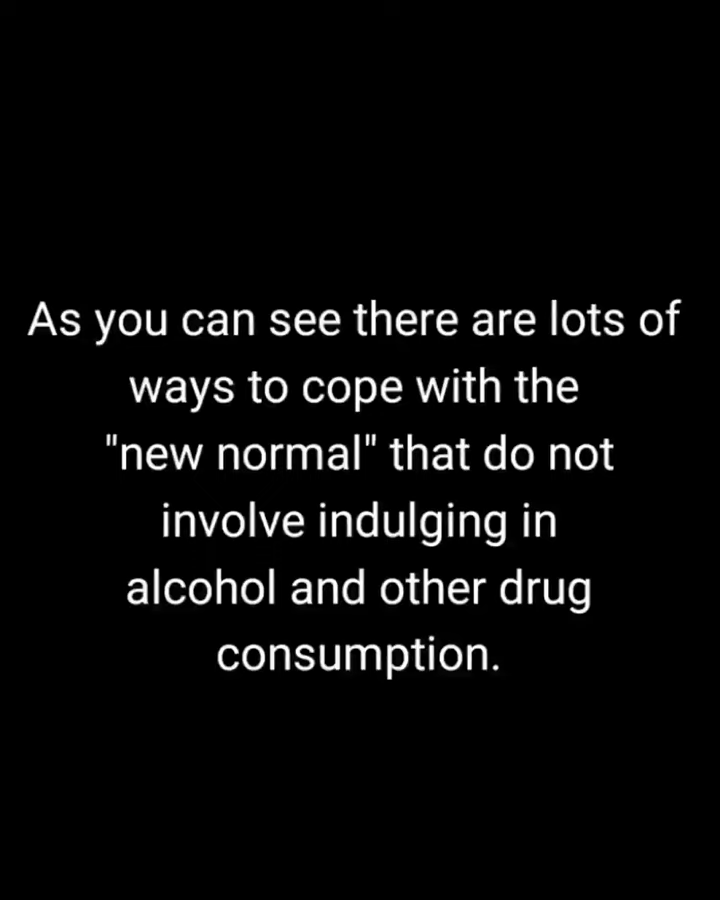 As you can see there are lots of
ways to cope with the
"new normal" that do not
involve indulging in
alcohol and other drug
consumption.